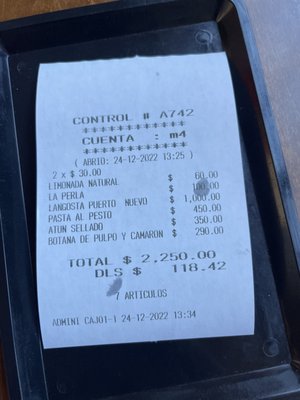 CONTROL # A742
************
CUENTA : m4
************
( ABRIO: 24-12-2022 13:25 )
2 x $ 30.00
LIMONADA NATURAL $ 60.00
LA PERLA $ 100.00
LANGOSTA PUERTO NUEVO $ 1,000.00
PASTA AL PESTO $ 450.00
ATUN SELLADO $ 350.00
BOTANA DE PULPO Y CAMARON $ 290.00
TOTAL $ 2,250.00
DLS $ 118.42
7 ARTICULOS
ADMINI CAJ01-1 24-12-2022 13:34